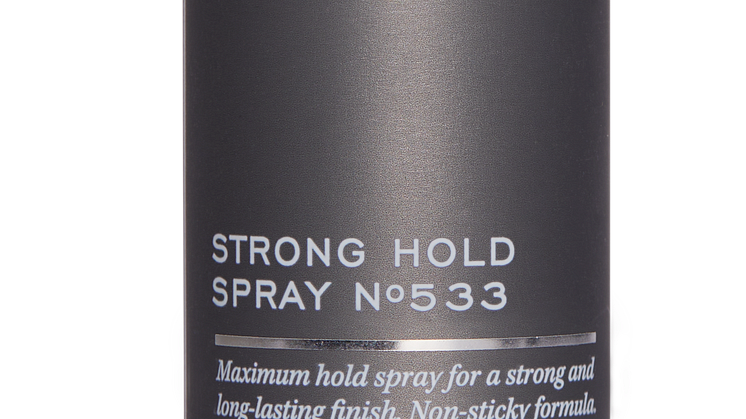 STRONG HOLD
SPRAY Nº533
Maximum hold spray for a strong and
long-lasting finish. Non-sticky formula.